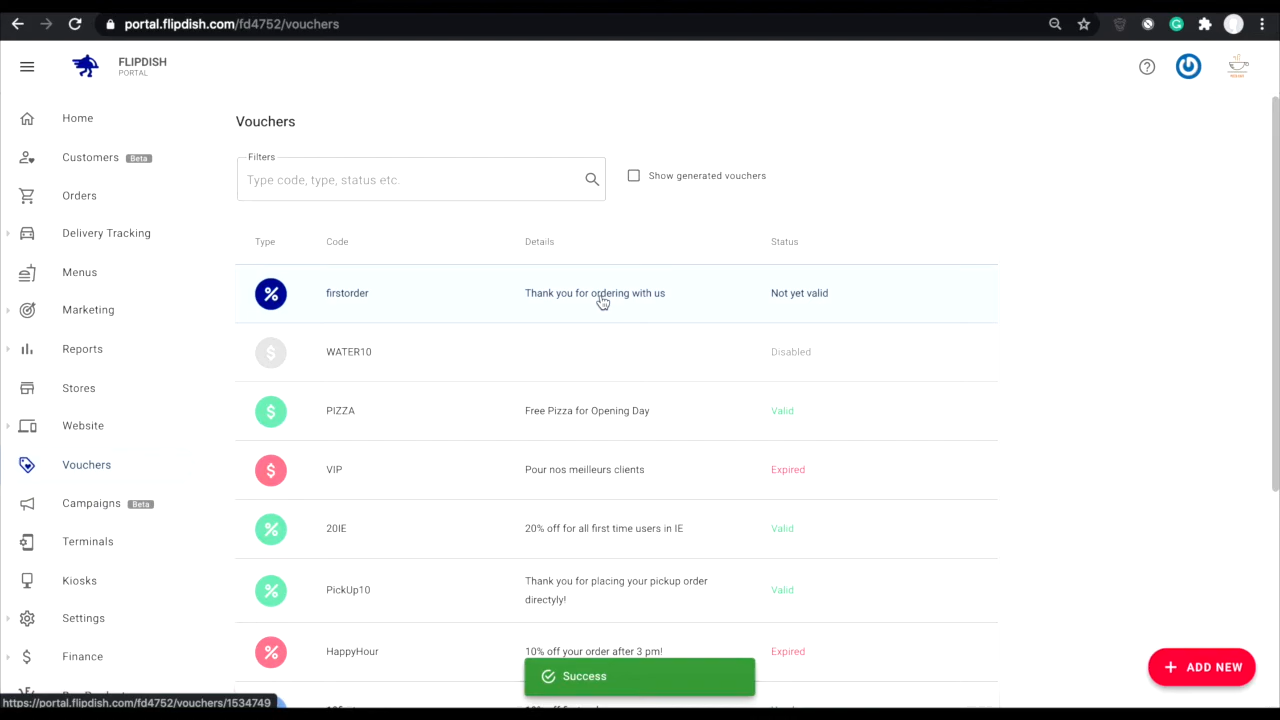 portal.flipdish.com/fd4752/vouchers
FLIPDISH
PORTAL
Home
Customers Beta
Orders
Delivery Tracking
Menus
Marketing
Reports
Stores
Website
Vouchers
Campaigns Beta
Terminals
Kiosks
Settings
Finance
Vouchers
Filters
Type code, type, status etc.
Show generated vouchers
Type Code Details Status
firstorder Thank you for ordering with us Not yet valid
WATER10 Disabled
PIZZA Free Pizza for Opening Day Valid
VIP Pour nos meilleurs clients Expired
20IE 20% off for all first time users in IE Valid
PickUp10 Thank you for placing your pickup order directyly! Valid
HappyHour 10% off your order after 3 pm! Expired
Success
ADD NEW
https://portal.flipdish.com/fd4752/vouchers/1534749